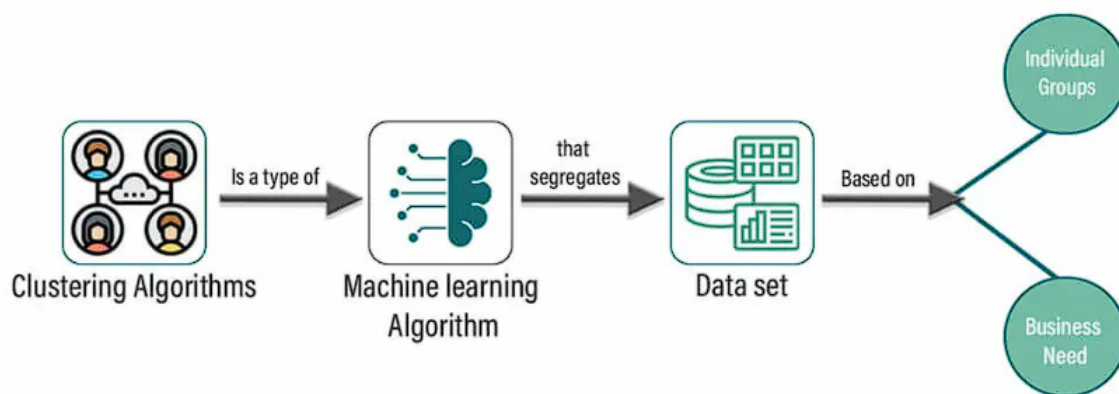 Individual
Groups
Is a type of
that
segregates
Based on
Clustering Algorithms
Machine learning
Algorithm
Data set
Business
Need